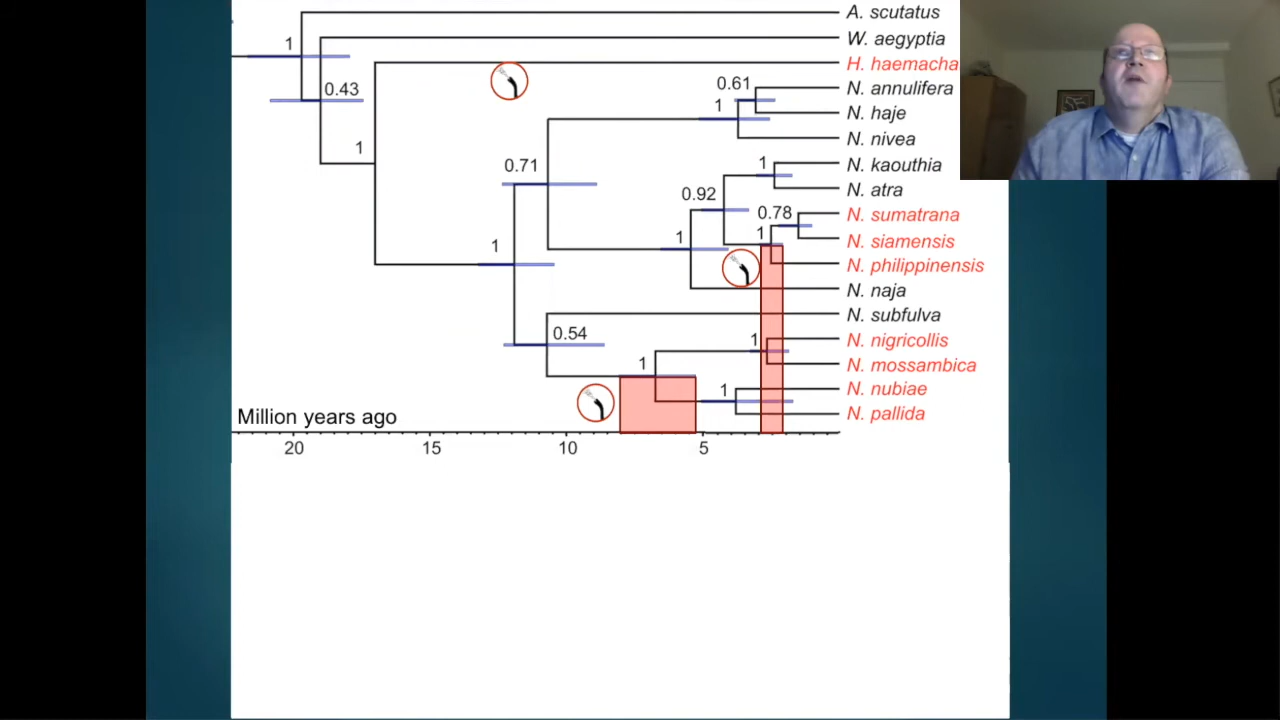 A. scutatus
1
W. aegyptia
0.43
H. haemacha
0.61
N. annulifera
1
N. haje
1
N. nivea
0.71
1
N. kaouthia
0.92
N. atra
0.78
N. sumatrana
1
1
1
N. siamensis
N. philippinensis
N. naja
N. subfulva
0.54
1
N. nigricollis
1
N. mossambica
1
N. nubiae
N. pallida
Million years ago
20 15 10 5